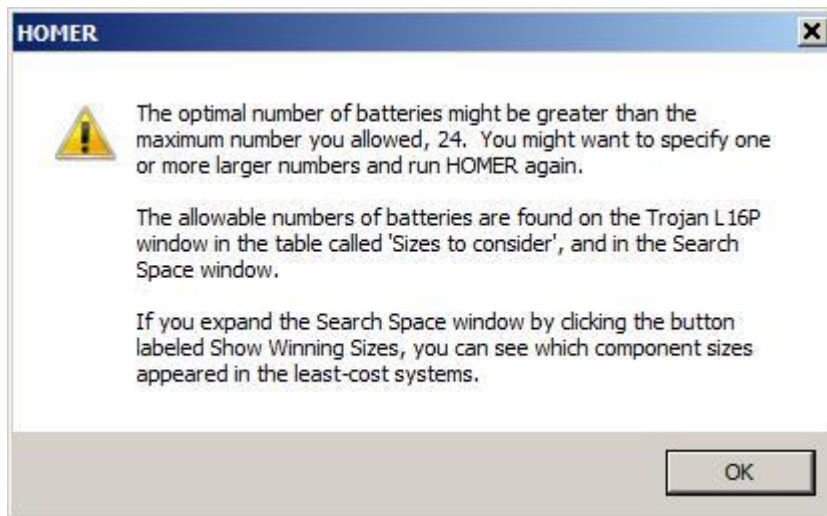 HOMER
The optimal number of batteries might be greater than the
maximum number you allowed, 24. You might want to specify one
or more larger numbers and run HOMER again.
The allowable numbers of batteries are found on the Trojan L16P
window in the table called 'Sizes to consider', and in the Search
Space window.
If you expand the Search Space window by clicking the button
labeled Show Winning Sizes, you can see which component sizes
appeared in the least-cost systems.
OK